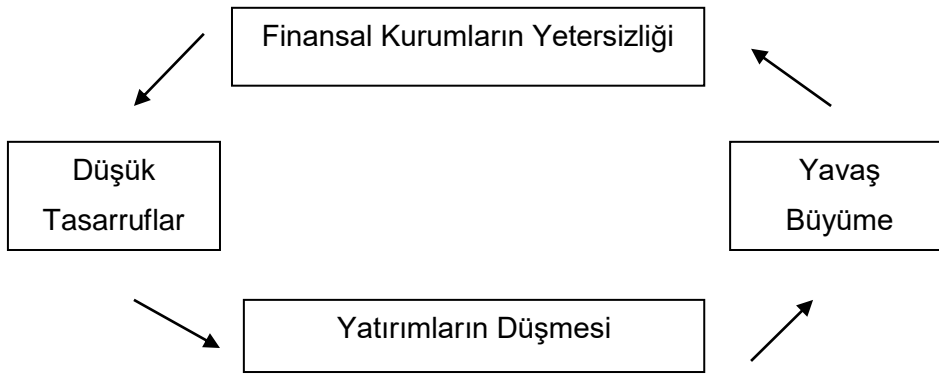 Finansal Kurumların Yetersizliği
Düşük
Tasarruflar
Yavaş
Büyüme
Yatırımların Düşmesi